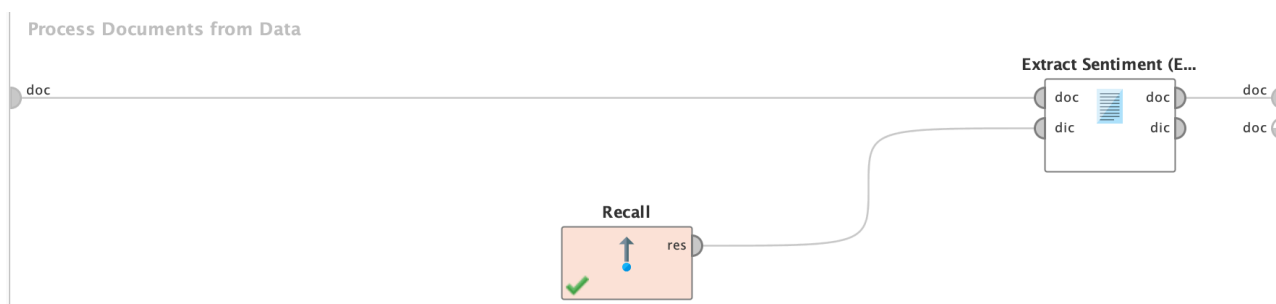 Process Documents from Data
Extract Sentiment (E...
doc
doc
doc
doc
dic
dic
doc
Recall
res